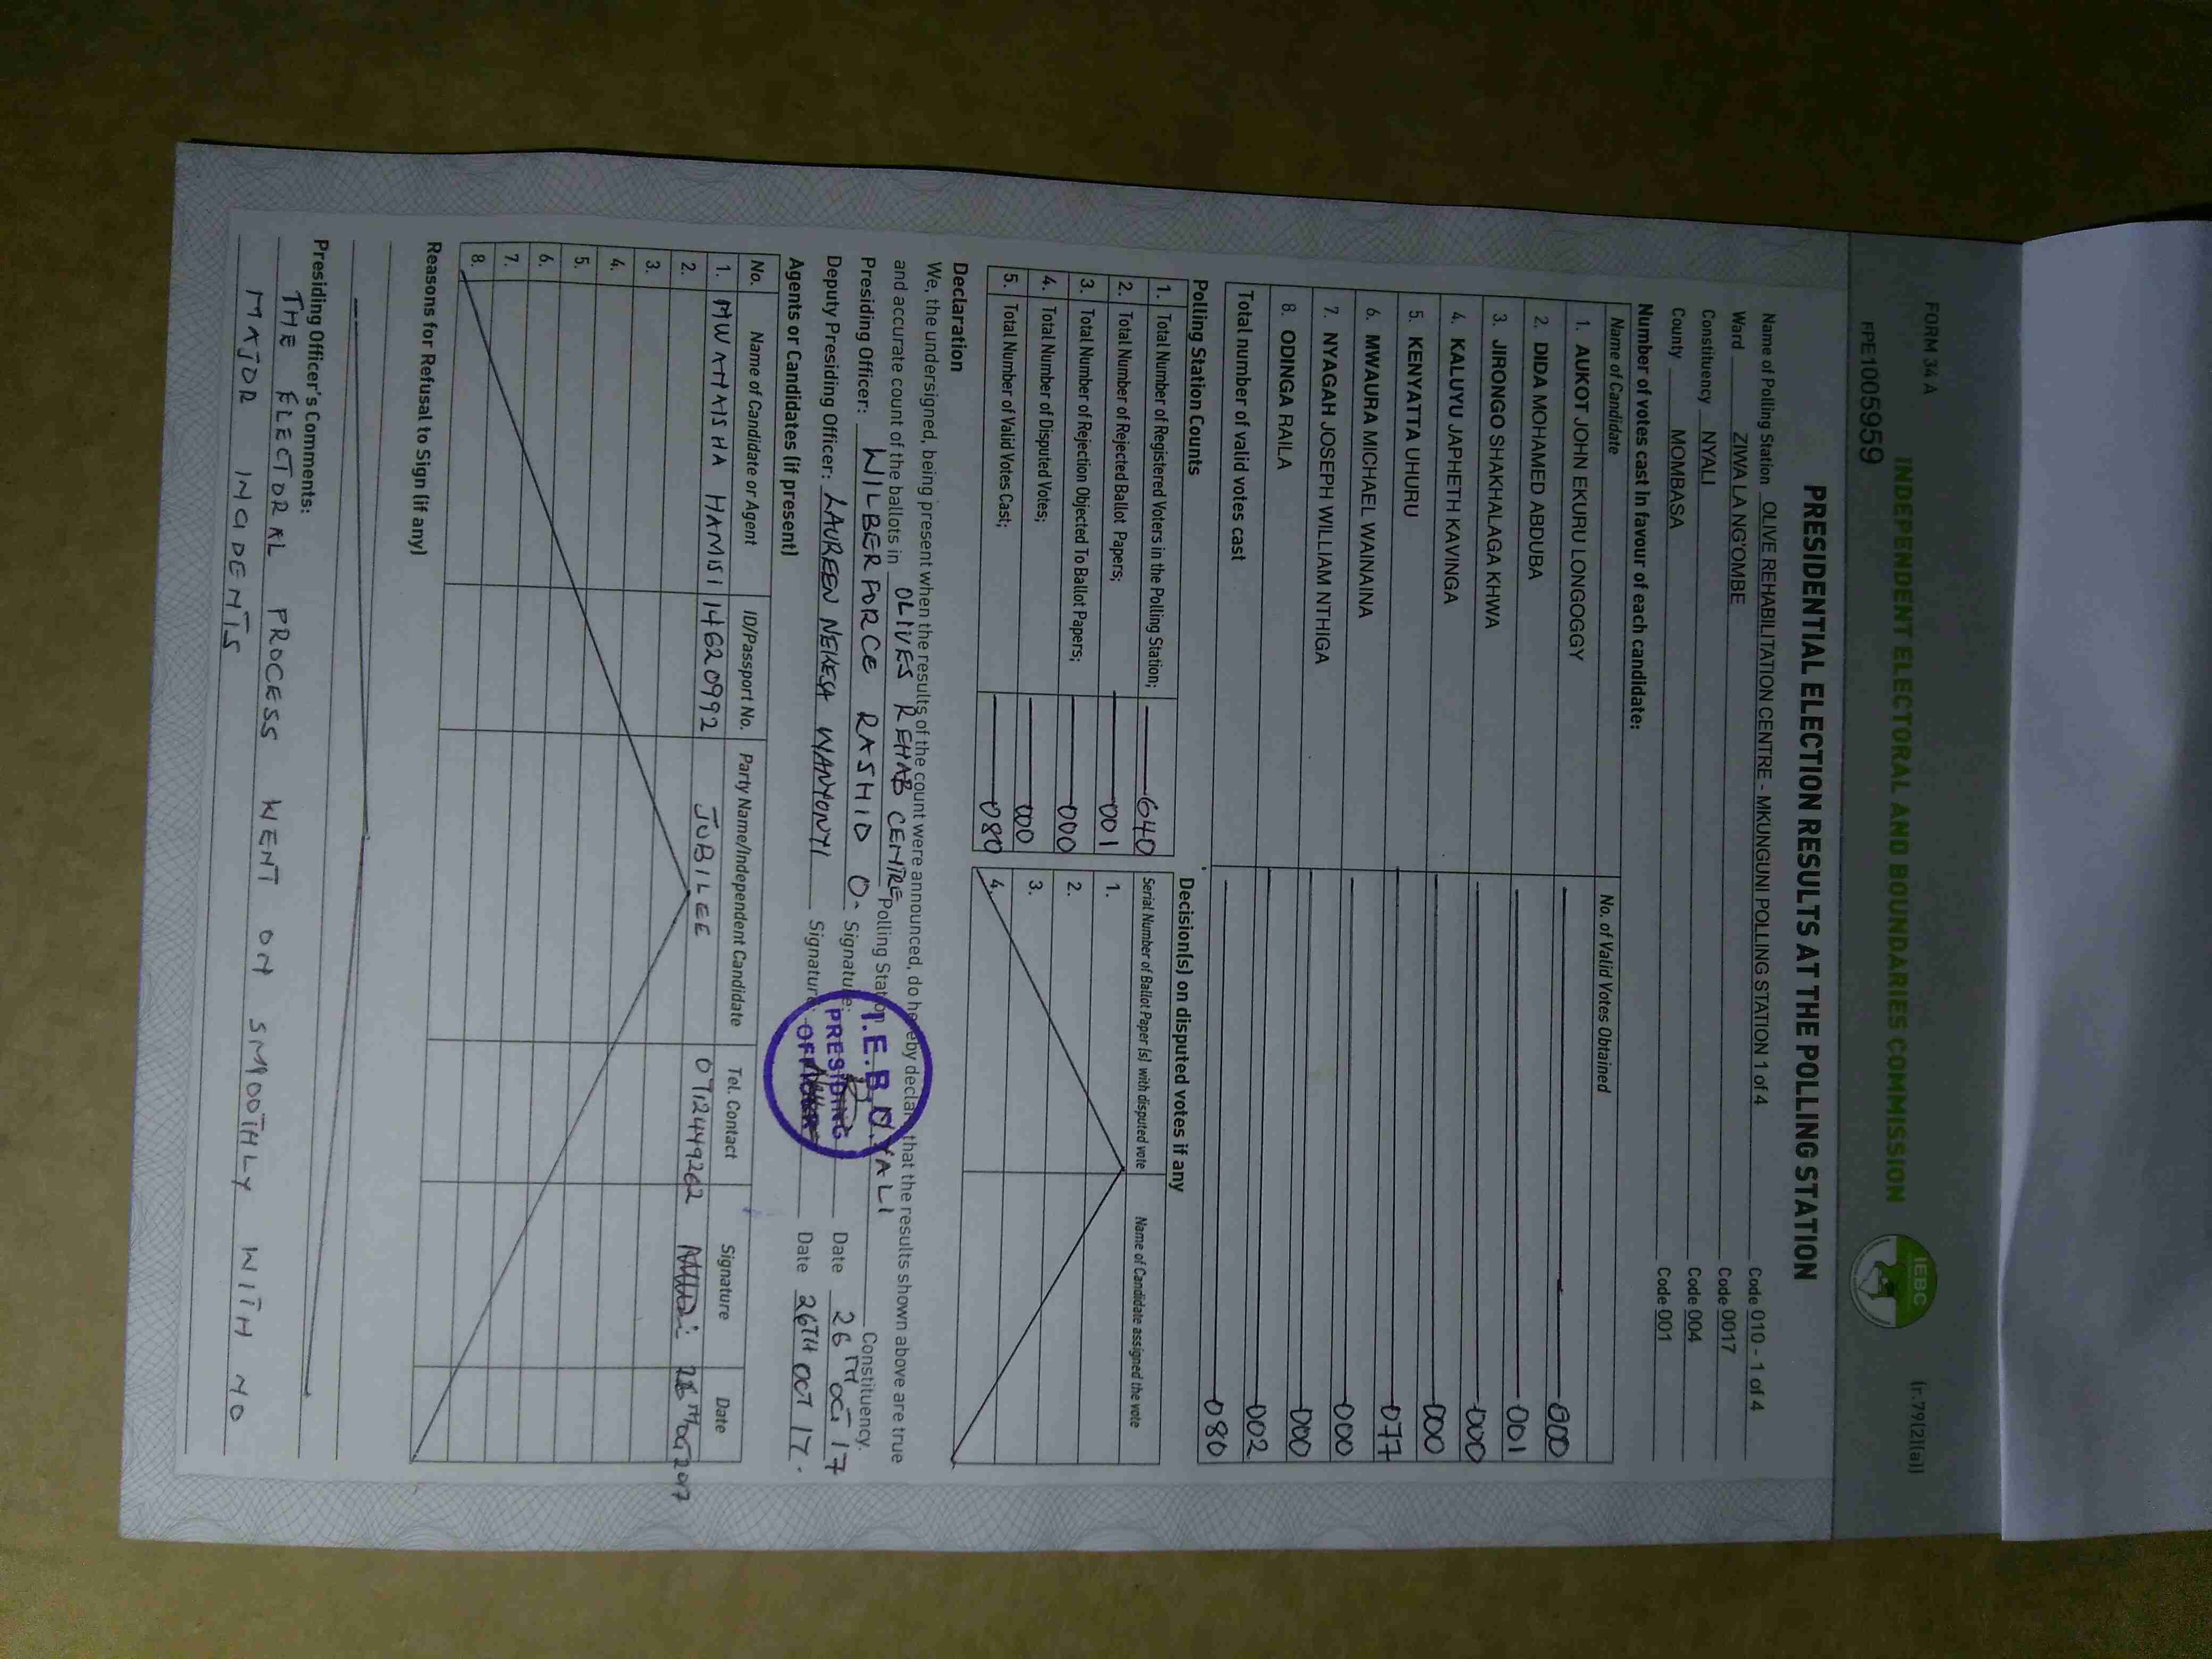 FORM 34 A
(r.79(2)(a))
INDEPENDENT ELECTORAL AND BOUNDARIES COMMISSION
IEBC
FPE1005959
PRESIDENTIAL ELECTION RESULTS AT THE POLLING STATION
Name of Polling Station OLIVE REHABILITATION CENTRE - MKUNGUNI POLLING STATION 1 of 4 Code 010 - 1 of 4
Ward ZIWA LA NG'OMBE Code 0017
Constituency NYALI Code 004
County MOMBASA Code 001
Number of votes cast in favour of each candidate:
Name of Candidate No. of Valid Votes Obtained
1. AUKOT JOHN EKURU LONGOGGY 000
2. DIDA MOHAMED ABDUBA 001
3. JIRONGO SHAKHALAGA KHWA 000
4. KALUYU JAPHETH KAVINGA 000
5. KENYATTA UHURU 077
6. MWAURA MICHAEL WAINAINA 000
7. NYAGAH JOSEPH WILLIAM NTHIGA 000
8. ODINGA RAILA 002
Total number of valid votes cast 080
Polling Station Counts
1. Total Number of Registered Voters in the Polling Station; 640
2. Total Number of Rejected Ballot Papers; 001
3. Total Number of Rejection Objected To Ballot Papers; 000
4. Total Number of Disputed Votes; 000
5. Total Number of Valid Votes Cast; 080
Decision(s) on disputed votes if any
Serial Number of Ballot Paper (s) with disputed vote Name of Candidate assigned the vote
1.
2.
3.
4.
Declaration
We, the undersigned, being present when the results of the count were announced, do hereby declare that the results shown above are true
and accurate count of the ballots in OLIVES REHAB CENTRE Polling Station NYALI Constituency.
Presiding Officer: WILBERFORCE RASHID O. Signature: Date 26TH OCT 17
Deputy Presiding Officer: LAUREEN NEKESA WANYONYI Signature: Date 26TH OCT 17.
I.E.B.C.
PRESIDING
OFFICER
Agents or Candidates (if present)
No. Name of Candidate or Agent ID/Passport No. Party Name/Independent Candidate Tel. Contact Signature Date
1. MWANAISHA HAMISI 14620992 JUBILEE 0712449262 26TH OCT 2017
2.
3.
4.
5.
6.
7.
8.
Reasons for Refusal to Sign (if any)
Presiding Officer's Comments:
THE ELECTORAL PROCESS WENT ON SMOOTHLY WITH NO
MAJOR INCIDENTS